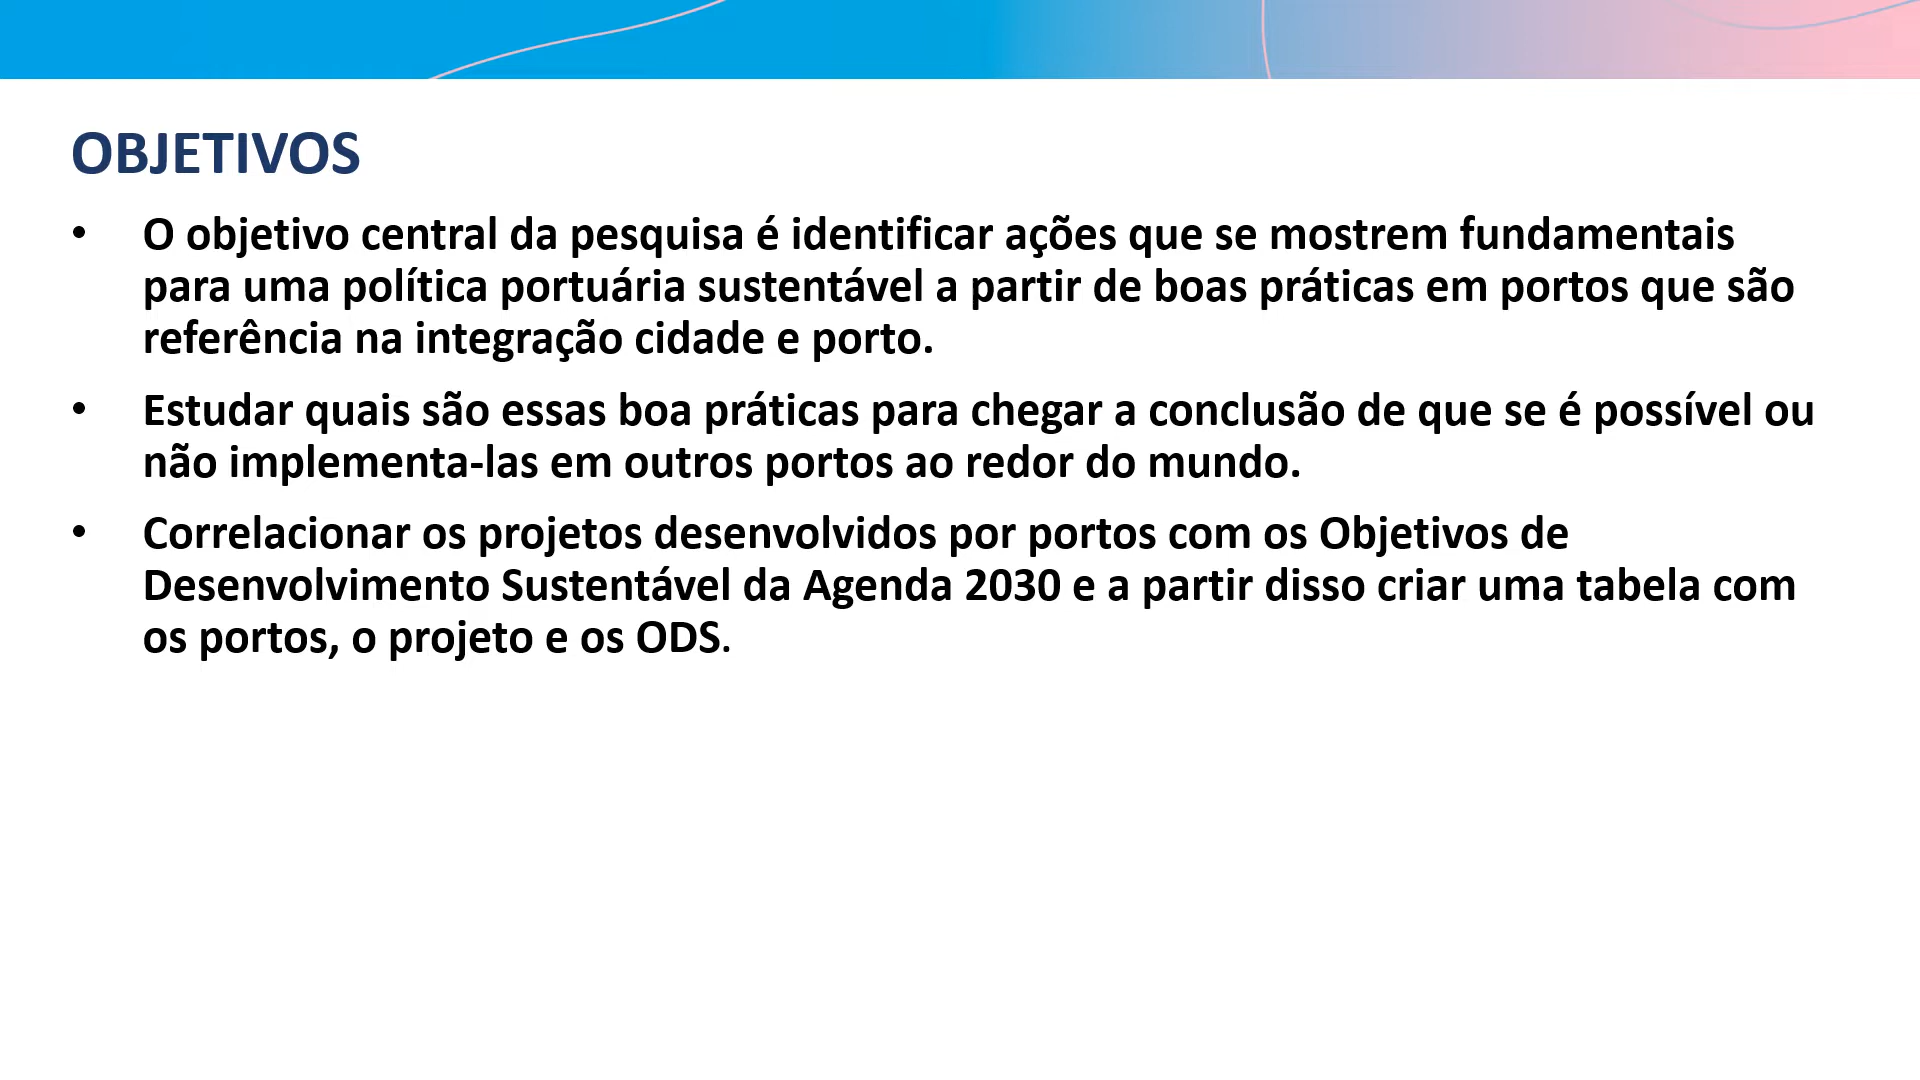 OBJETIVOS
• O objetivo central da pesquisa é identificar ações que se mostrem fundamentais
para uma política portuária sustentável a partir de boas práticas em portos que são
referência na integração cidade e porto.
• Estudar quais são essas boa práticas para chegar a conclusão de que se é possível ou
não implementa-las em outros portos ao redor do mundo.
• Correlacionar os projetos desenvolvidos por portos com os Objetivos de
Desenvolvimento Sustentável da Agenda 2030 e a partir disso criar uma tabela com
os portos, o projeto e os ODS.